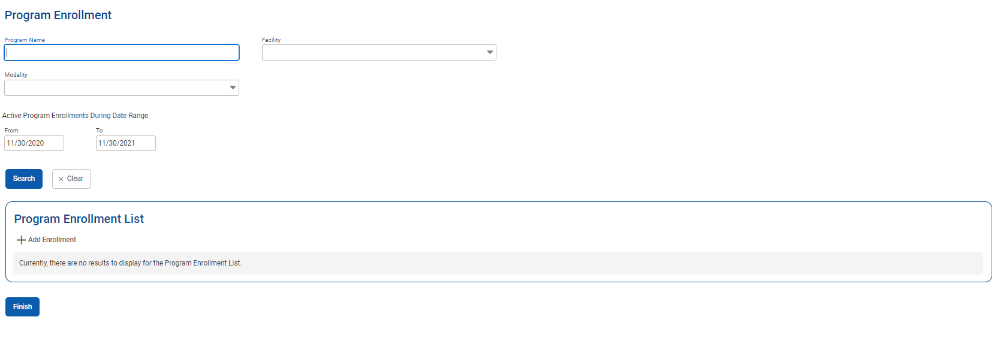 Program Enrollment
Program Name
Facility
Modality
Active Program Enrollments During Date Range
From
To
11/30/2020
11/30/2021
Search
× Clear
Program Enrollment List
+ Add Enrollment
Currently, there are no results to display for the Program Enrollment List.
Finish